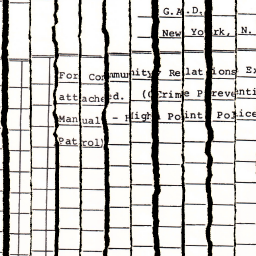 G.A.D.
New York, N.
For Community Relations Ex
attached. (Crime Preventi
Manual - High Point Police
Patrol)